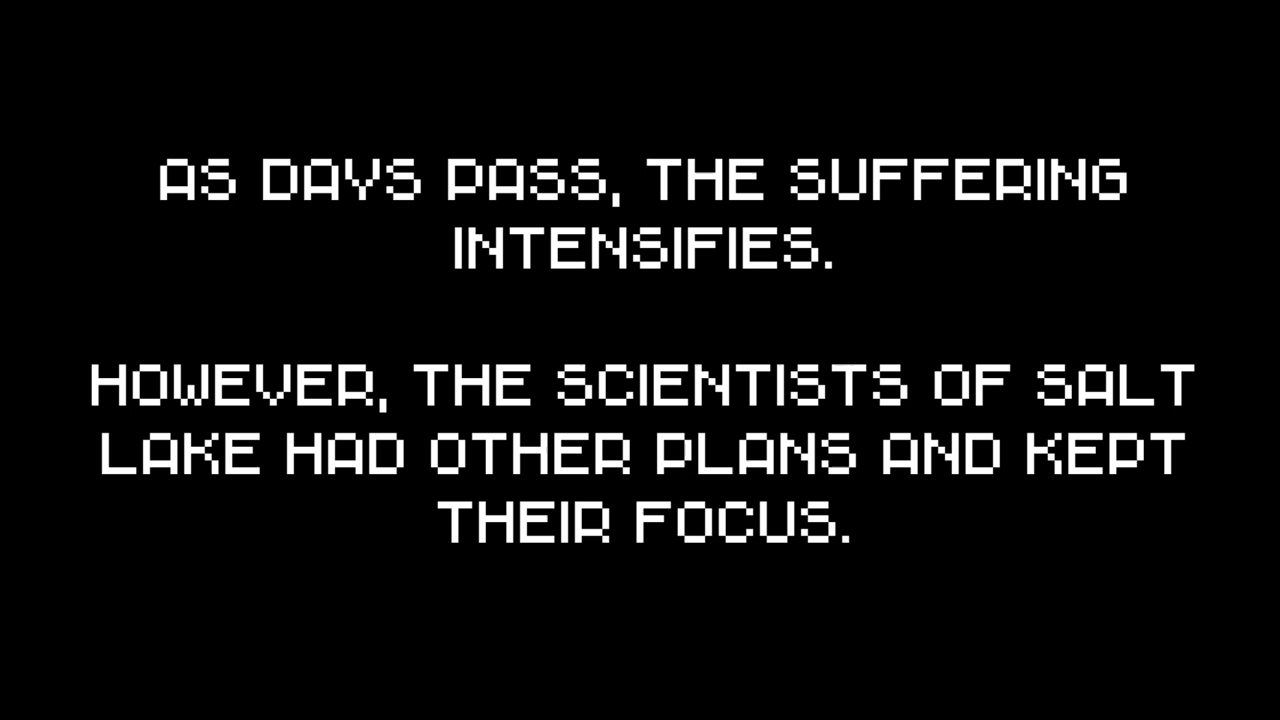 AS DAYS PASS, THE SUFFERING
INTENSIFIES.
HOWEVER, THE SCIENTISTS OF SALT
LAKE HAD OTHER PLANS AND KEPT
THEIR FOCUS.